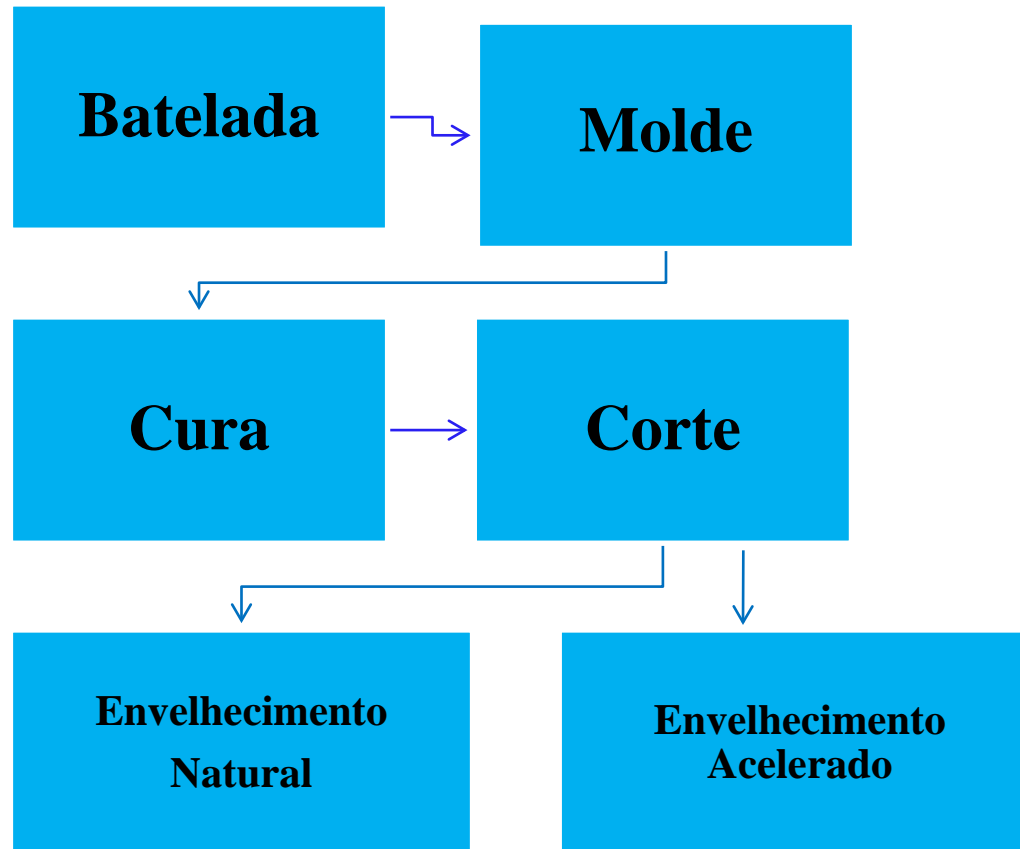 Batelada
Molde
Cura
Corte
Envelhecimento
Natural
Envelhecimento
Acelerado